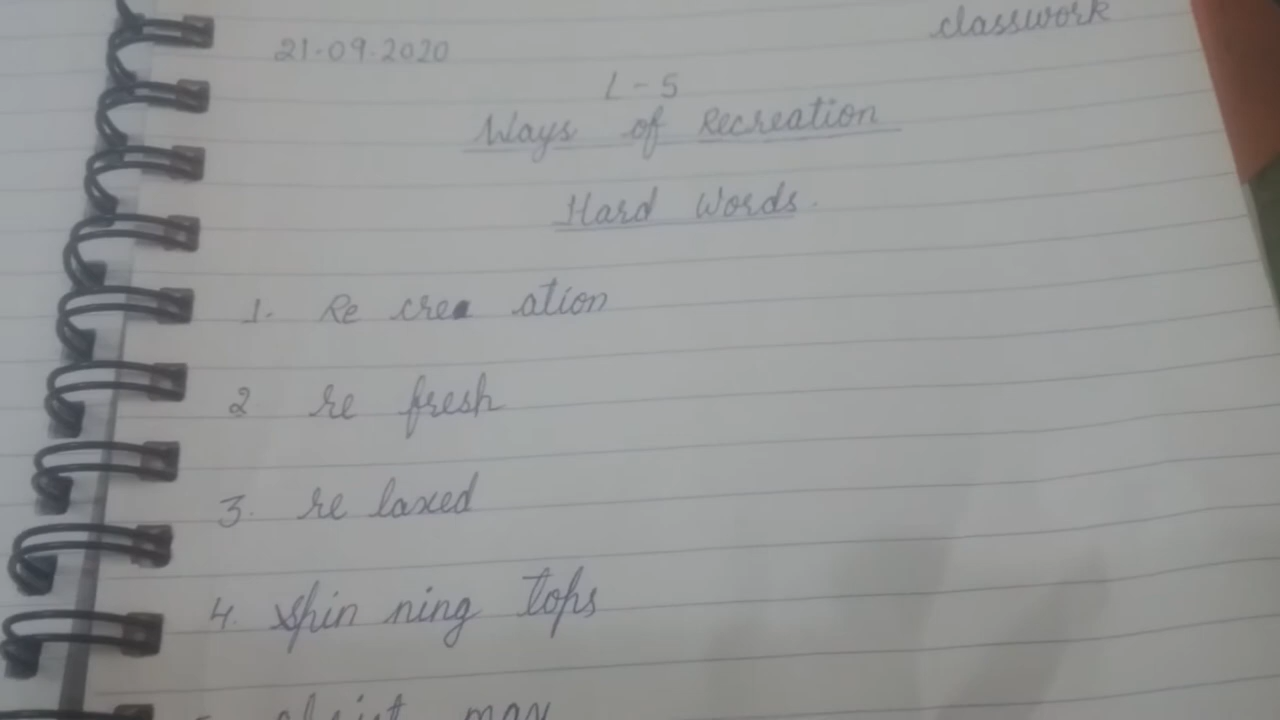 classwork
21.09.2020
L-5
Ways of Recreation
Hard Words.
1. Re crea ation
2 re fresh
3. re laxed
4. spin ning tops